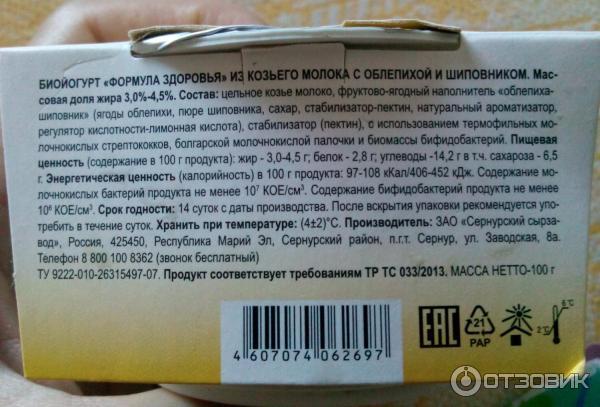 БИОЙОГУРТ «ФОРМУЛА ЗДОРОВЬЯ» ИЗ КОЗЬЕГО МОЛОКА С ОБЛЕПИХОЙ И ШИПОВНИКОМ. Мас-
совая доля жира 3,0%-4,5%. Состав: цельное козье молоко, фруктово-ягодный наполнитель «облепиха-
шиповник» (ягоды облепихи, пюре шиповника, сахар, стабилизатор-пектин, натуральный ароматизатор,
регулятор кислотности-лимонная кислота), стабилизатор (пектин), с использованием термофильных мо-
лочнокислых стрептококков, болгарской молочнокислой палочки и биомассы бифидобактерий. Пищевая
ценность (содержание в 100 г продукта): жир - 3,0-4,5 г; белок - 2,8 г; углеводы -14,2 г в т.ч. сахароза - 6,5
г. Энергетическая ценность (калорийность) в 100 г продукта: 97-108 кКал/406-452 кДж. Содержание мо-
лочнокислых бактерий продукта не менее 10⁷ КОЕ/см³. Содержание бифидобактерий продукта не менее
10⁶ КОЕ/см³. Срок годности: 14 суток с даты производства. После вскрытия упаковки рекомендуется упо-
требить в течение суток. Хранить при температуре: (4±2)°С. Производитель: ЗАО «Сернурский сырза-
вод», Россия, 425450, Республика Марий Эл, Сернурский район, п.г.т. Сернур, ул. Заводская, 8а.
Телефон 8 800 100 8362 (звонок бесплатный)
ТУ 9222-010-26315497-07. Продукт соответствует требованиям ТР ТС 033/2013. МАССА НЕТТО-100 г
4 607074 062697
EAC
21
PAP
2°C
6°C
ОТЗОВИК